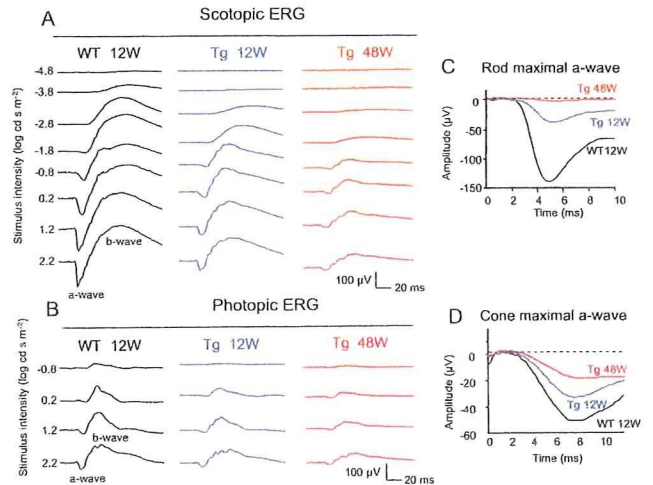 A
Scotopic ERG
WT 12W
Tg 12W
Tg 48W
Stimulus intensity (log cd s m⁻²)
-4.8
-3.8
-2.8
-1.8
-0.8
0.2
1.2
2.2
b-wave
a-wave
100 µV
20 ms
B
Photopic ERG
WT 12W
Tg 12W
Tg 48W
Stimulus intensity (log cd s m⁻²)
-0.8
0.2
1.2
2.2
b-wave
a-wave
100 µV
20 ms
C
Rod maximal a-wave
Amplitude (µV)
0
-50
-100
-150
Tg 48W
Tg 12W
WT12W
0 2 4 6 8 10
Time (ms)
D
Cone maximal a-wave
Amplitude (µV)
0
-20
-40
-60
Tg 48W
Tg 12W
WT 12W
0 2 4 6 8 10
Time (ms)